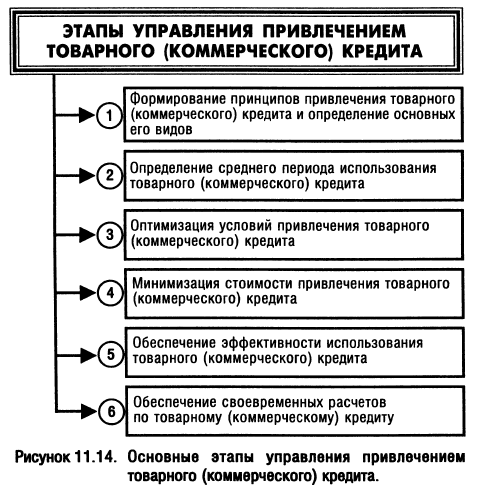 ЭТАПЫ УПРАВЛЕНИЯ ПРИВЛЕЧЕНИЕМ
ТОВАРНОГО (КОММЕРЧЕСКОГО) КРЕДИТА
1
Формирование принципов привлечения товарного
(коммерческого) кредита и определение основных
его видов
2
Определение среднего периода использования
товарного (коммерческого) кредита
3
Оптимизация условий привлечения товарного
(коммерческого) кредита
4
Минимизация стоимости привлечения товарного
(коммерческого) кредита
5
Обеспечение эффективности использования
товарного (коммерческого) кредита
6
Обеспечение своевременных расчетов
по товарному (коммерческому) кредиту
Рисунок 11.14. Основные этапы управления привлечением
товарного (коммерческого) кредита.